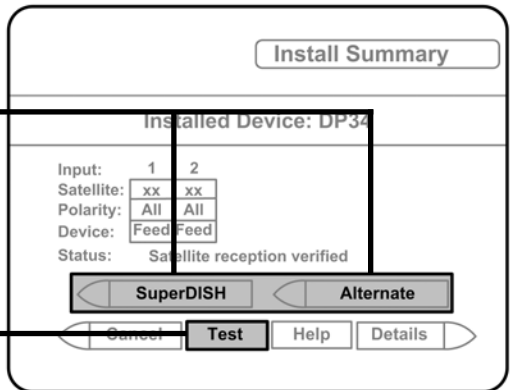 Install Summary
Installed Device: DP34
Input: 1 2
Satellite: xx xx
Polarity: All All
Device: Feed Feed
Status: Satellite reception verified
SuperDISH Alternate
Cancel Test Help Details